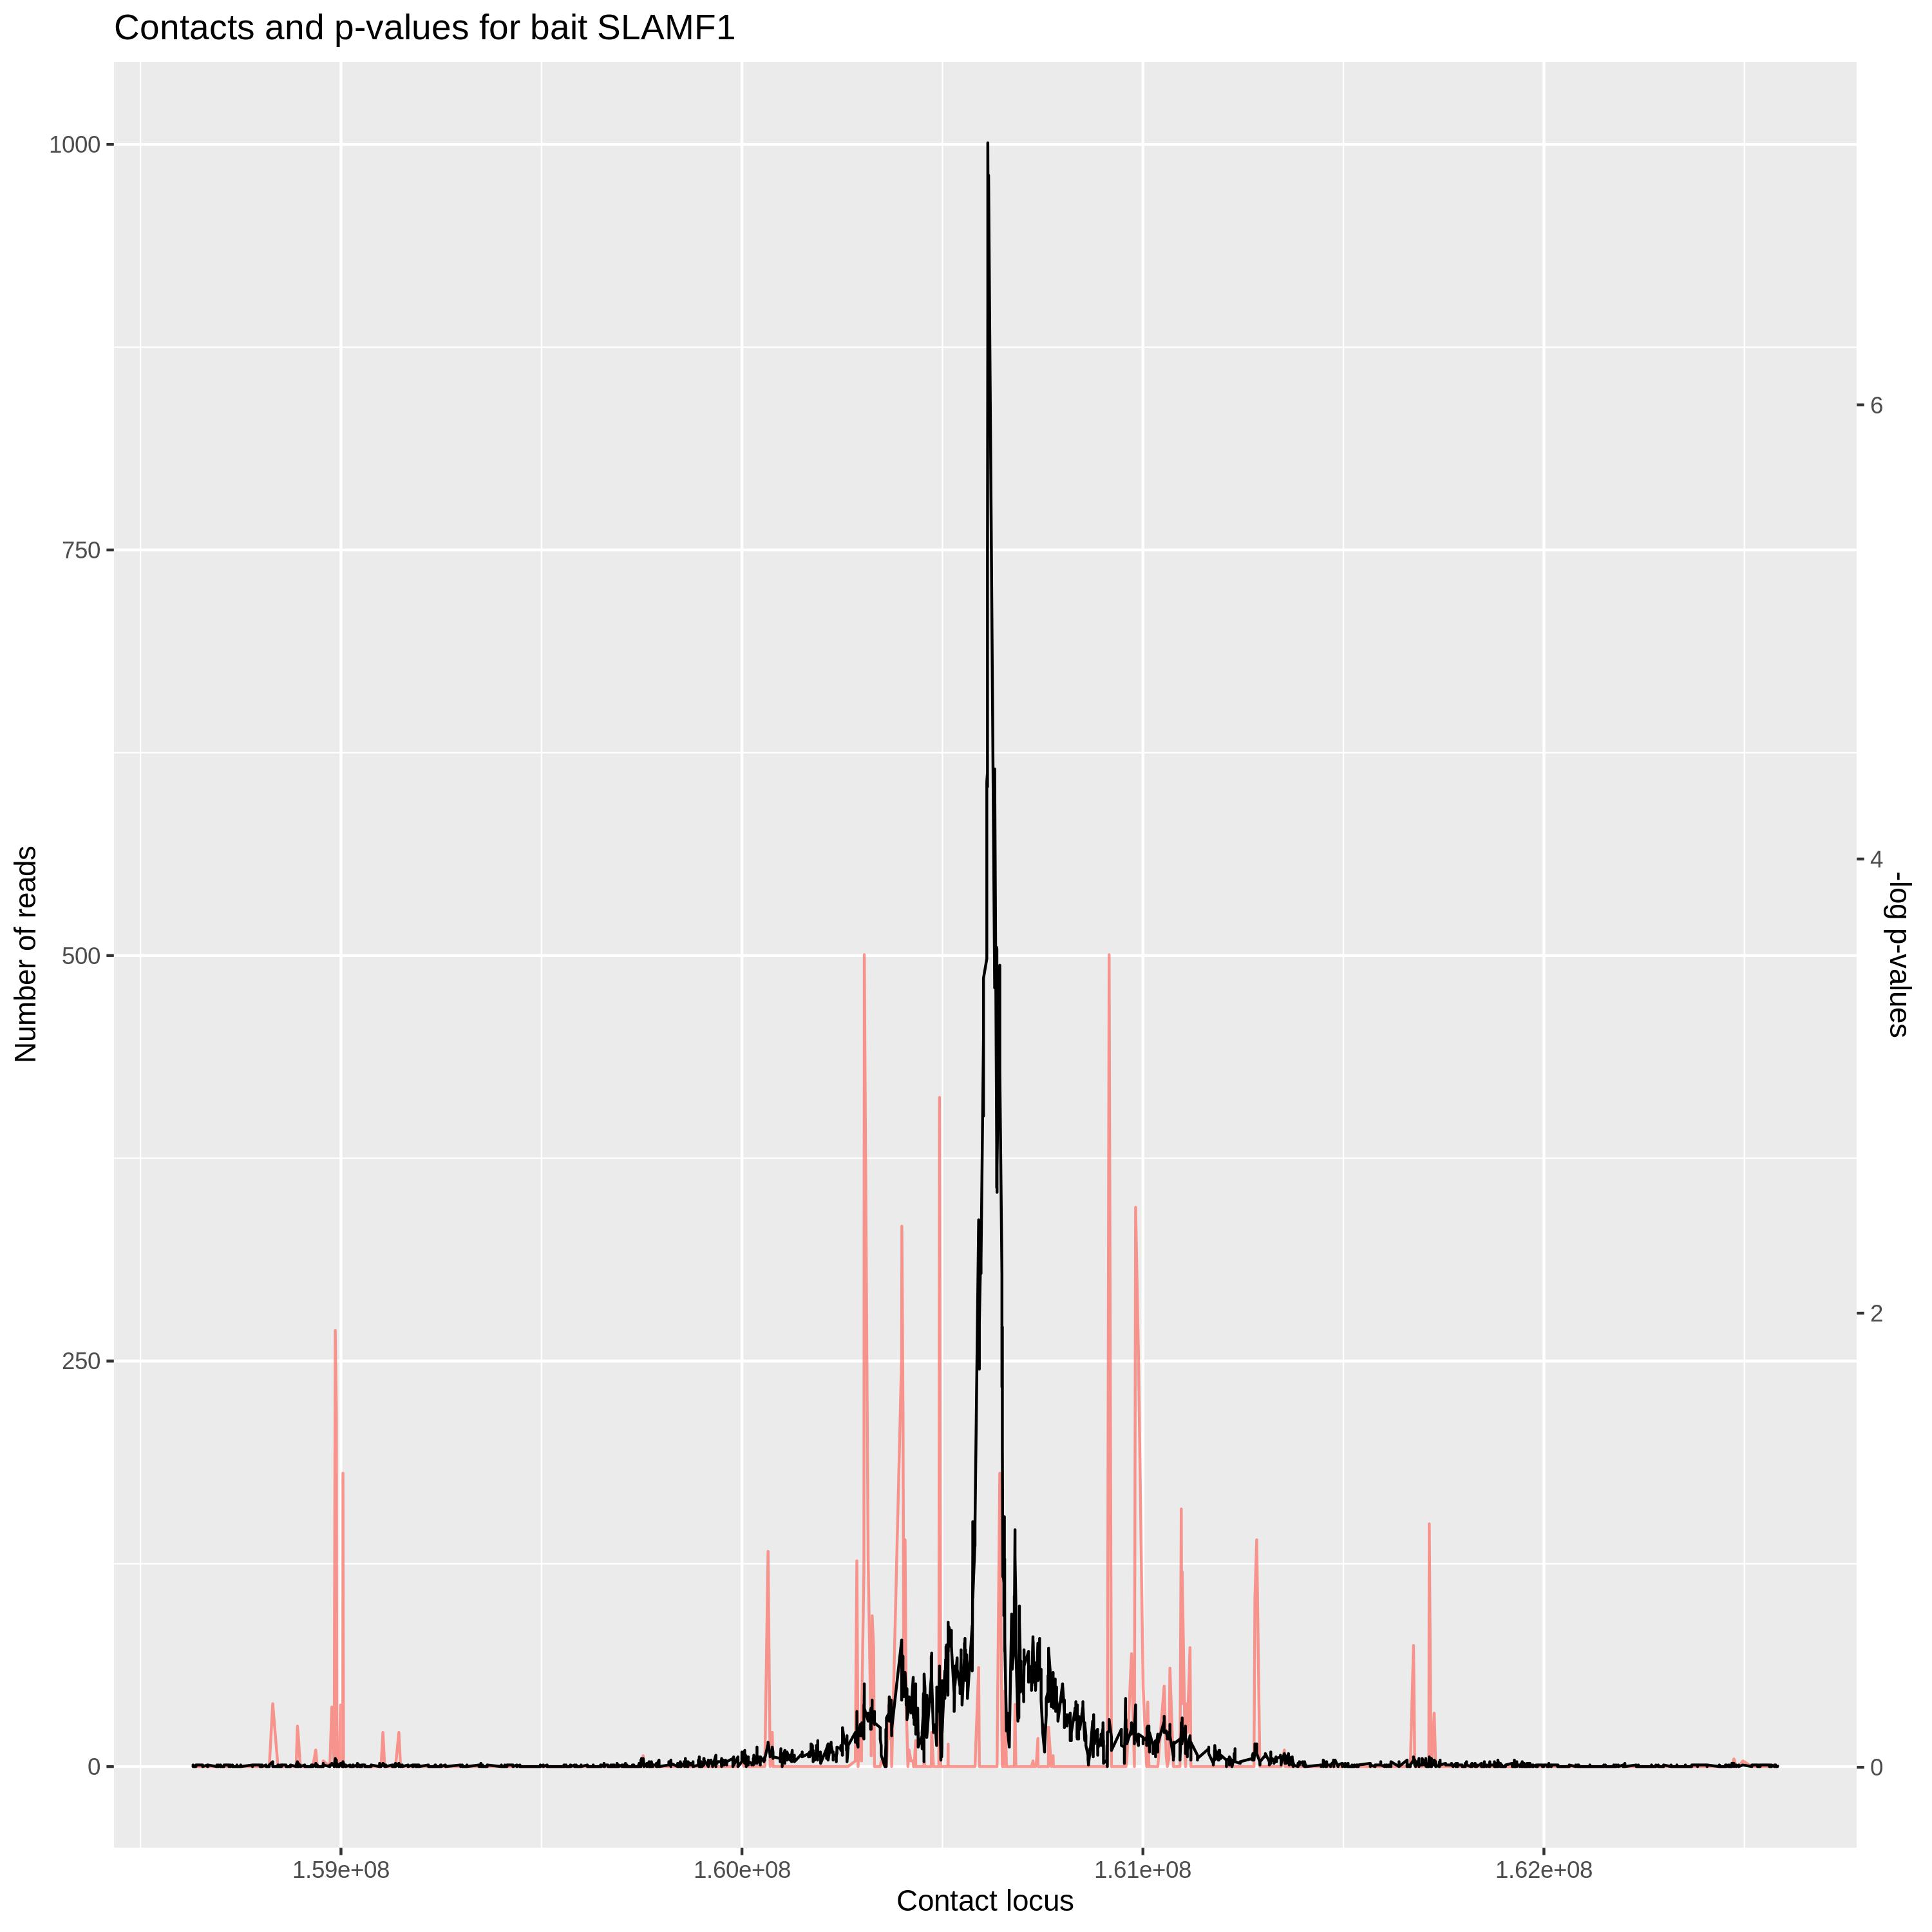 Contacts and p-values for bait SLAMF1
1000
750
500
250
0
Number of reads
6
4
2
0
-log p-values
1.59e+08
1.60e+08
1.61e+08
1.62e+08
Contact locus